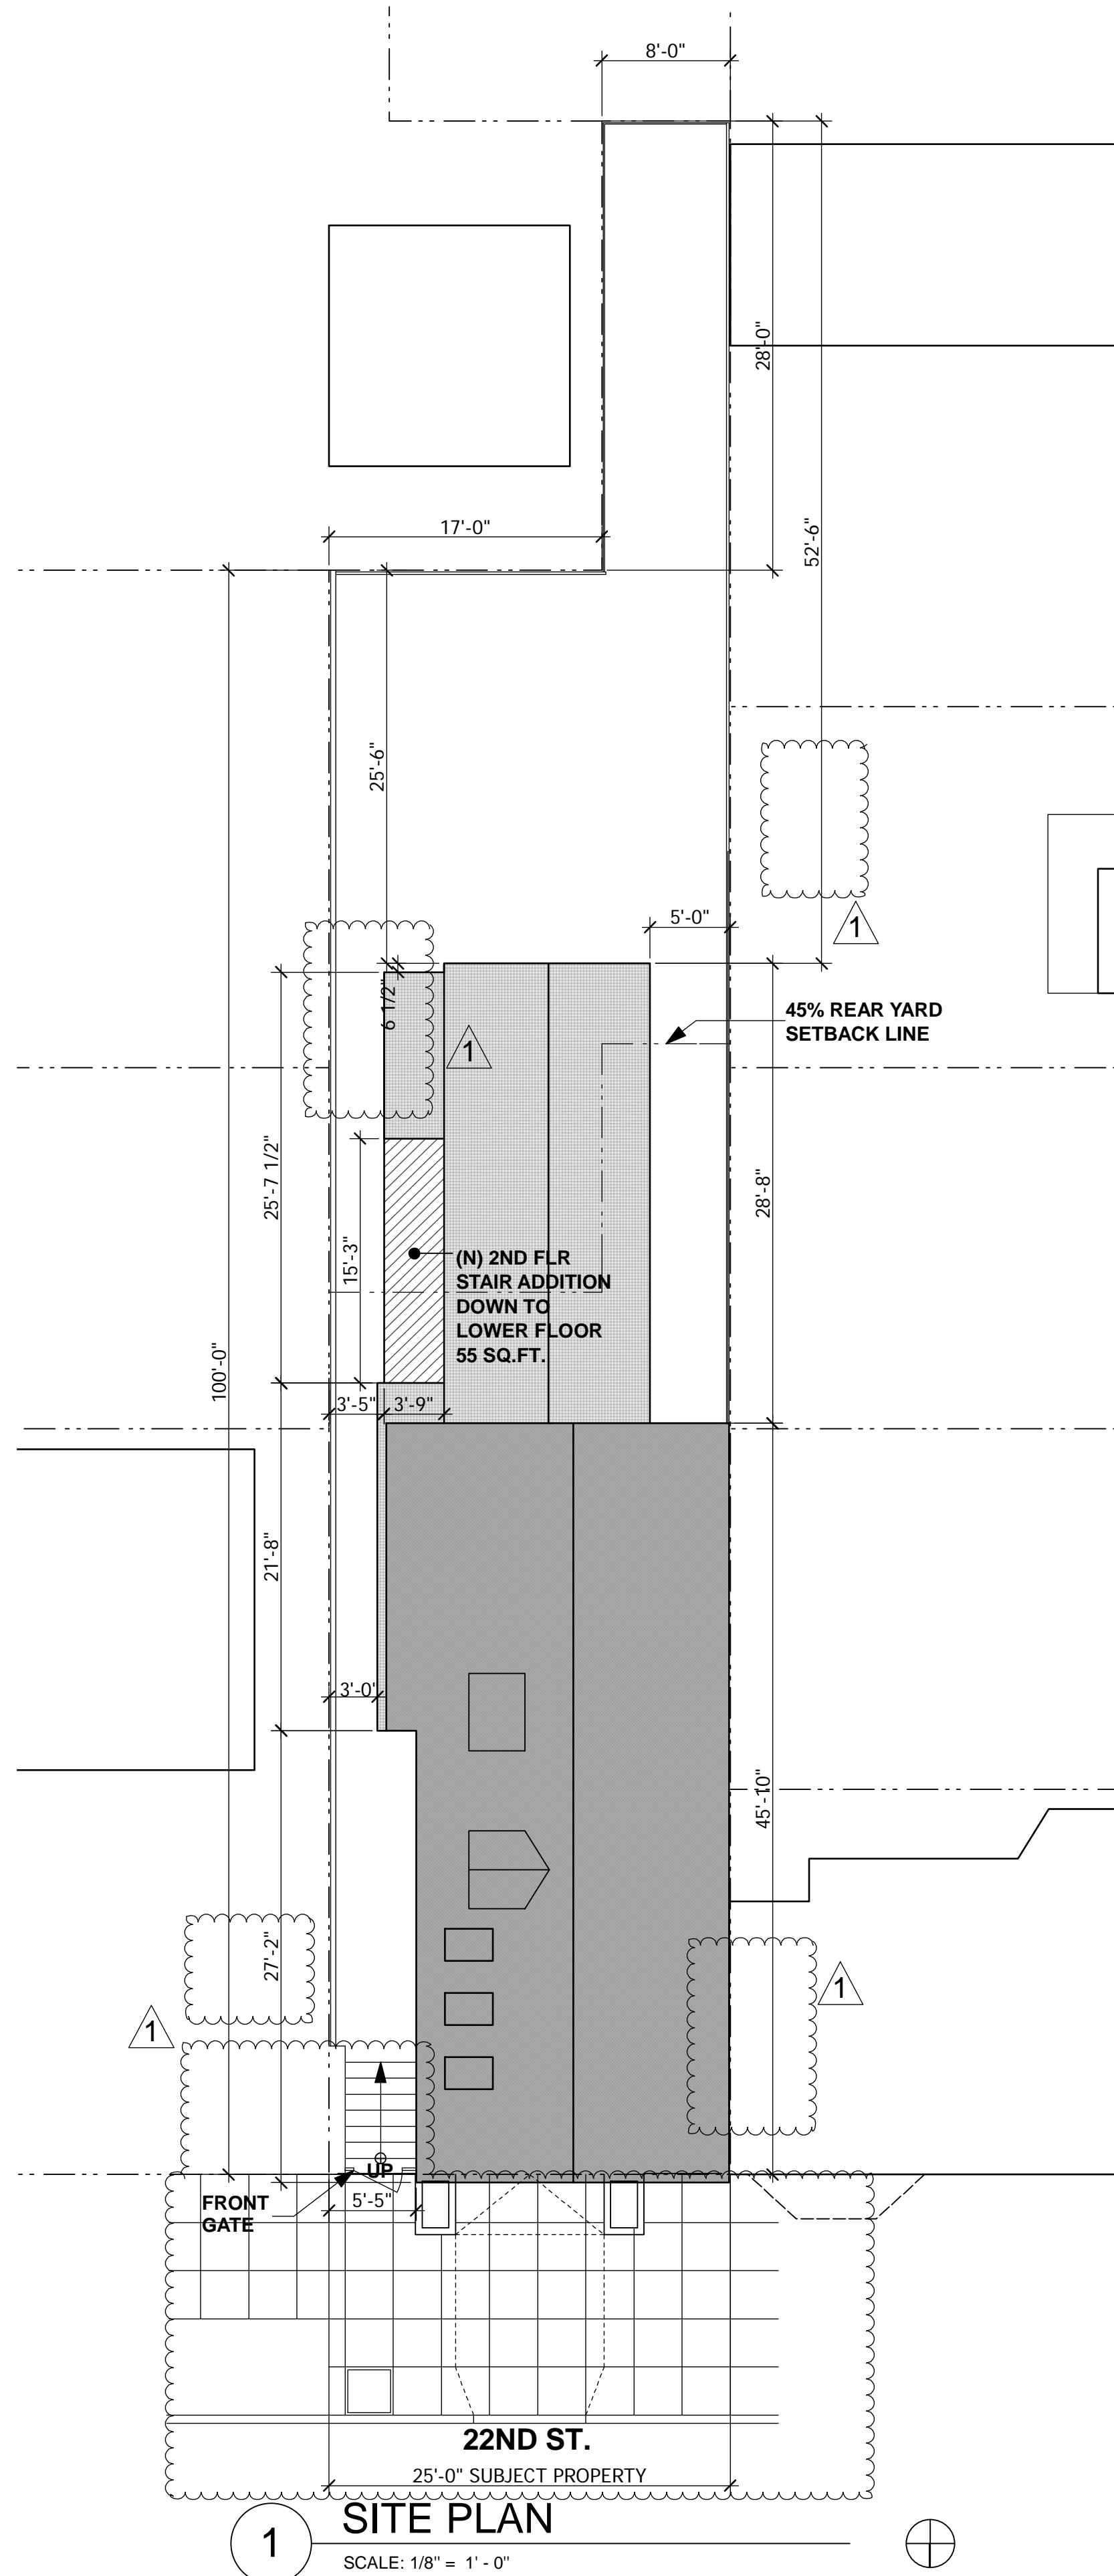 8'-0"
28'-0"
17'-0"
52'-6"
25'-6"
1
5'-0"
6 1/2"
45% REAR YARD
SETBACK LINE
1
25'-7 1/2"
28'-8"
15'-3"
(N) 2ND FLR
STAIR ADDITION
DOWN TO
LOWER FLOOR
55 SQ.FT.
100'-0"
3'-5"
3'-9"
21'-8"
3'-0'
45'-10"
27'-2"
1
1
UP
FRONT
GATE
5'-5"
22ND ST.
25'-0" SUBJECT PROPERTY
1
SITE PLAN
SCALE: 1/8" = 1' - 0"